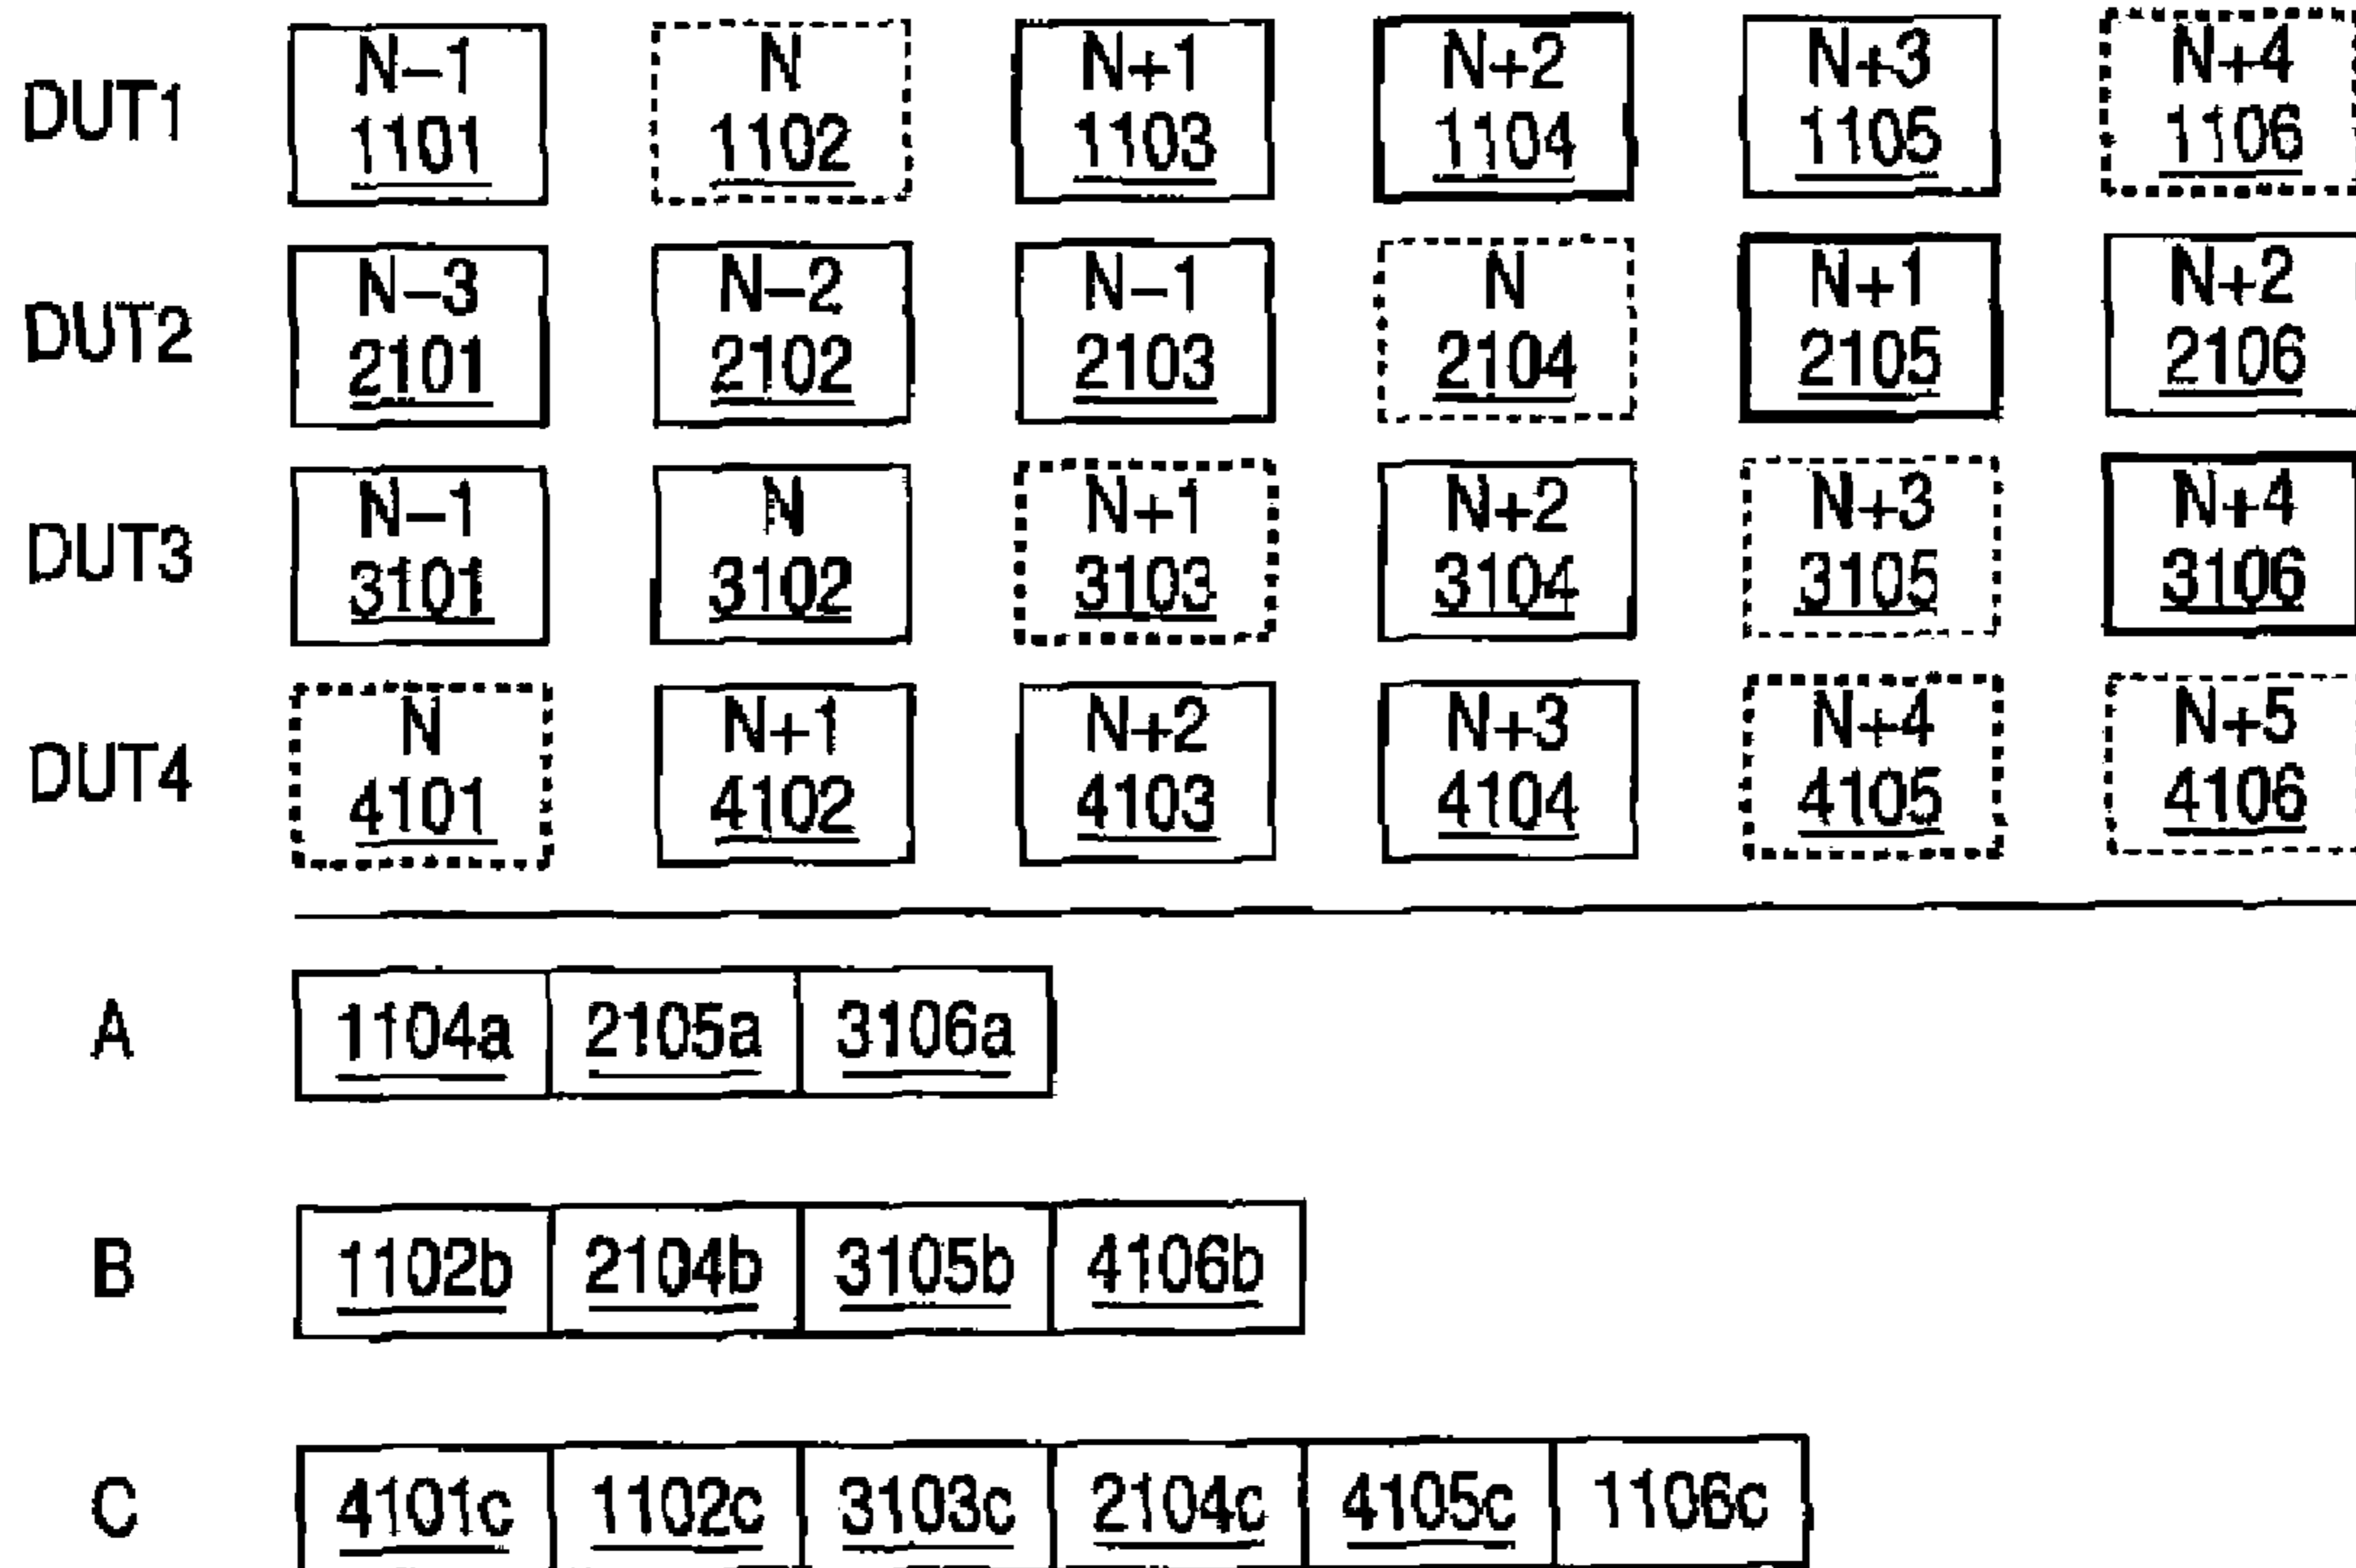 DUT1 N-1 N N+1 N+2 N+3 N+4
1101 1102 1103 1104 1105 1106
DUT2 N-3 N-2 N-1 N N+1 N+2
2101 2102 2103 2104 2105 2106
DUT3 N-1 N N+1 N+2 N+3 N+4
3101 3102 3103 3104 3105 3106
DUT4 N N+1 N+2 N+3 N+4 N+5
4101 4102 4103 4104 4105 4106
A 1104a 2105a 3106a
B 1102b 2104b 3105b 4106b
C 4101c 1102c 3103c 2104c 4105c 1106c